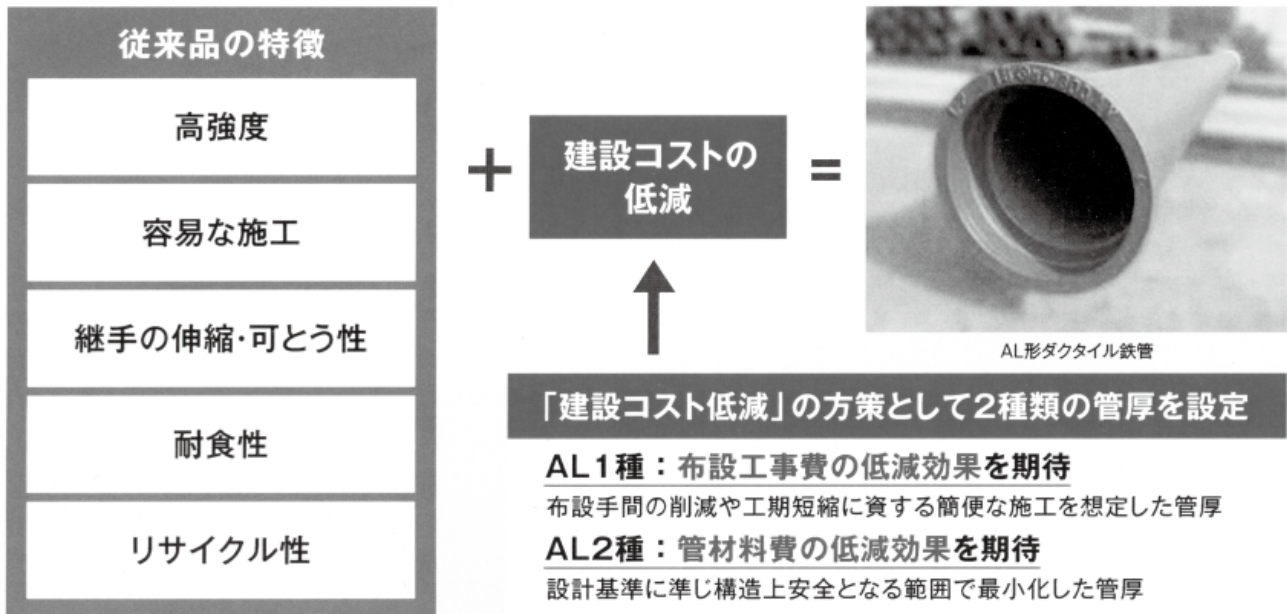 従来品の特徴
高強度
容易な施工
継手の伸縮・可とう性
耐食性
リサイクル性
+
建設コストの
低減
=
AL形ダクタイル鉄管
「建設コスト低減」の方策として2種類の管厚を設定
AL1種：布設工事費の低減効果を期待
布設手間の削減や工期短縮に資する簡便な施工を想定した管厚
AL2種：管材料費の低減効果を期待
設計基準に準じ構造上安全となる範囲で最小化した管厚